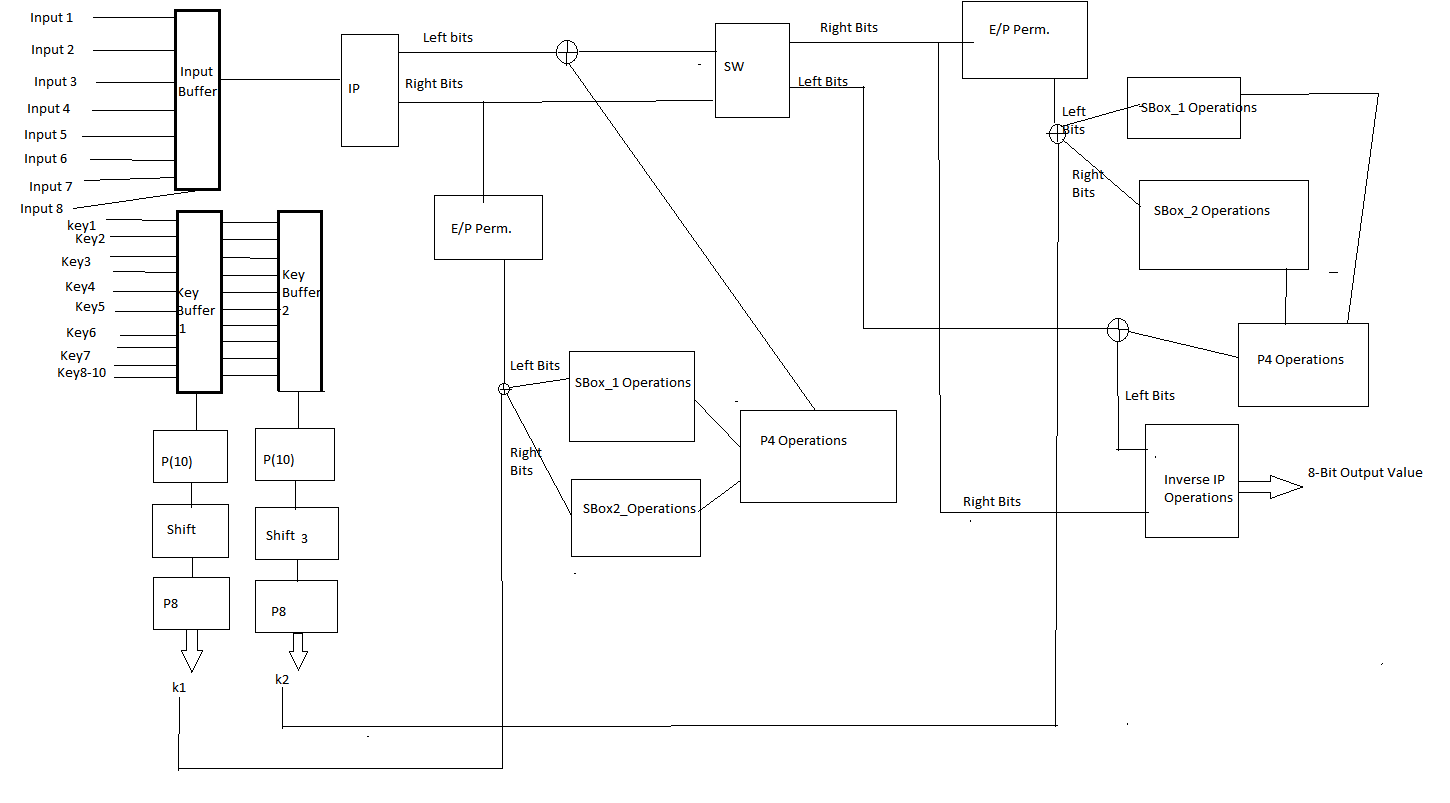 Input 1
Input 2
Input 3
Input 4
Input 5
Input 6
Input 7
Input 8
Input
Buffer
key1
Key2
Key3
Key4
Key5
Key6
Key7
Key8-10
Key
Buffer
1
Key
Buffer
2
P(10)
Shift
P8
k1
P(10)
Shift 3
P8
k2
IP
Left bits
Right Bits
E/P Perm.
Left Bits
Right
Bits
SBox_1 Operations
SBox2_Operations
P4 Operations
SW
Right Bits
Left Bits
E/P Perm.
Left
Bits
Right
Bits
SBox_1 Operations
SBox_2 Operations
P4 Operations
Left Bits
Right Bits
Inverse IP
Operations
8-Bit Output Value